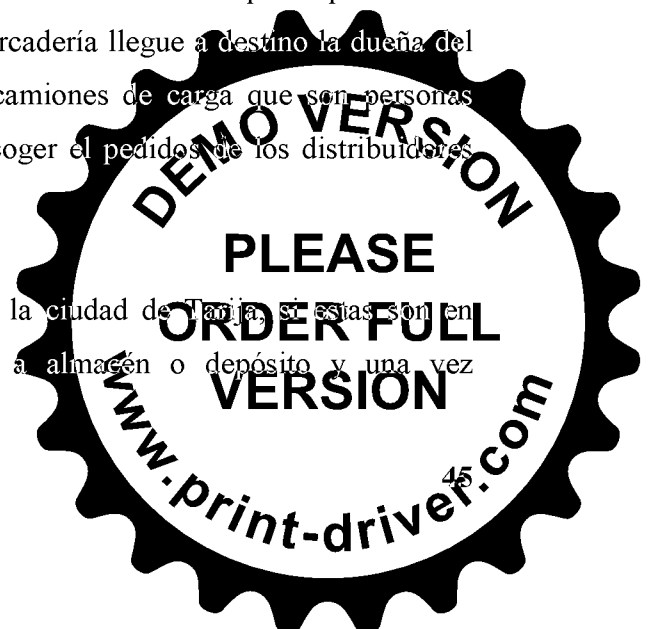 rcadería llegue a destino la dueña del
camiones de carga que son personas
oger el pedidos de los distribuidores
DEMO VERSION
PLEASE
la ciudad de Tarija, si estas son en
ORDER FULL
a almacén o depósito y una vez
VERSION
www.print-driver.com
45